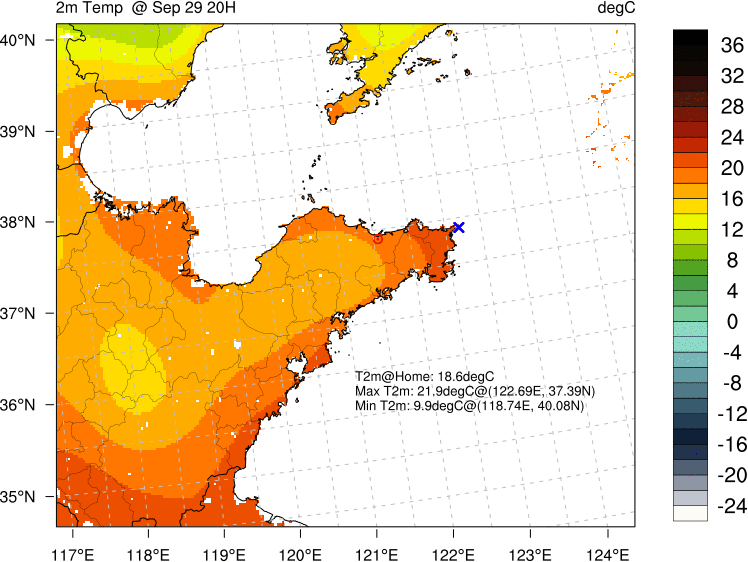 2m Temp @ Sep 29 20H degC
40°N
39°N
38°N
37°N
36°N
35°N
T2m@Home: 18.6degC
Max T2m: 21.9degC@(122.69E, 37.39N)
Min T2m: 9.9degC@(118.74E, 40.08N)
117°E 118°E 119°E 120°E 121°E 122°E 123°E 124°E
36
32
28
24
20
16
12
8
4
0
-4
-8
-12
-16
-20
-24